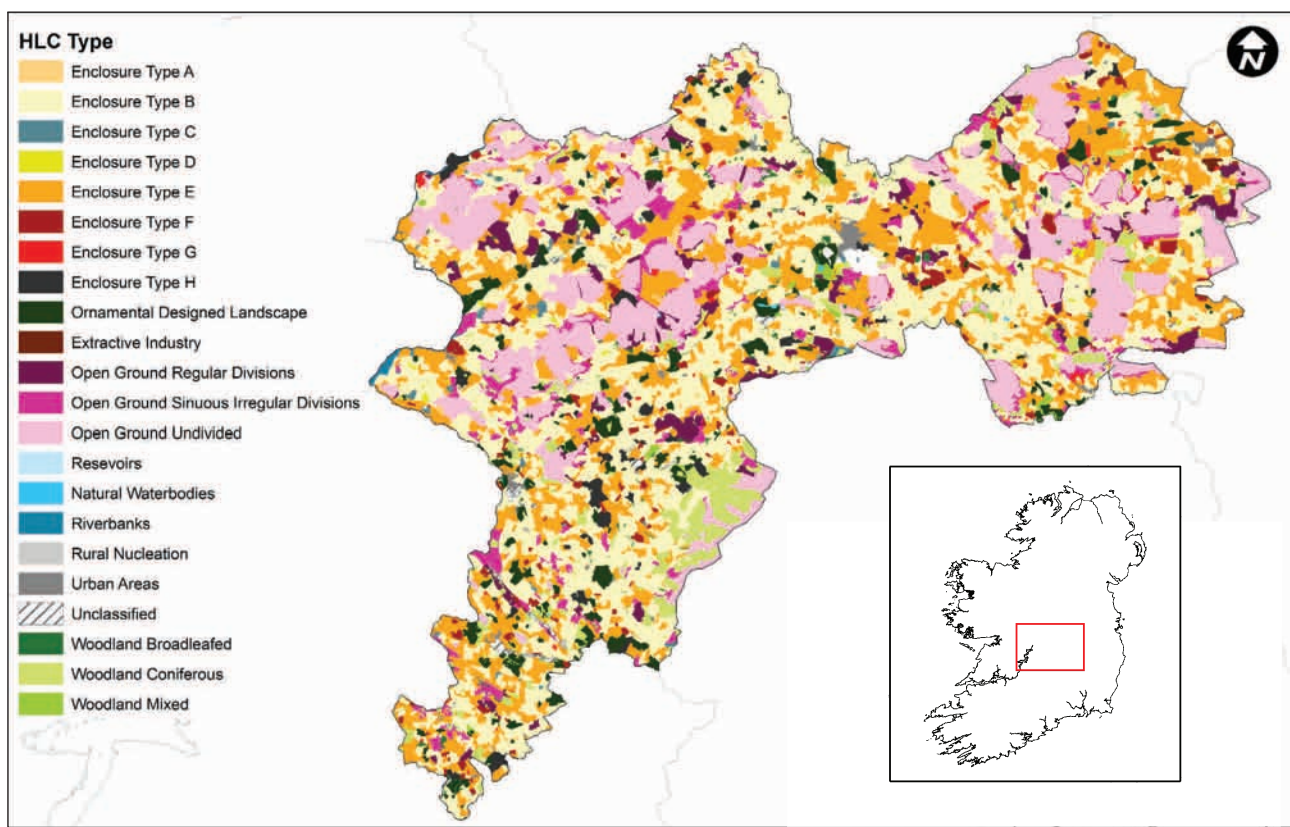 HLC Type
Enclosure Type A
Enclosure Type B
Enclosure Type C
Enclosure Type D
Enclosure Type E
Enclosure Type F
Enclosure Type G
Enclosure Type H
Ornamental Designed Landscape
Extractive Industry
Open Ground Regular Divisions
Open Ground Sinuous Irregular Divisions
Open Ground Undivided
Resevoirs
Natural Waterbodies
Riverbanks
Rural Nucleation
Urban Areas
Unclassified
Woodland Broadleafed
Woodland Coniferous
Woodland Mixed
N